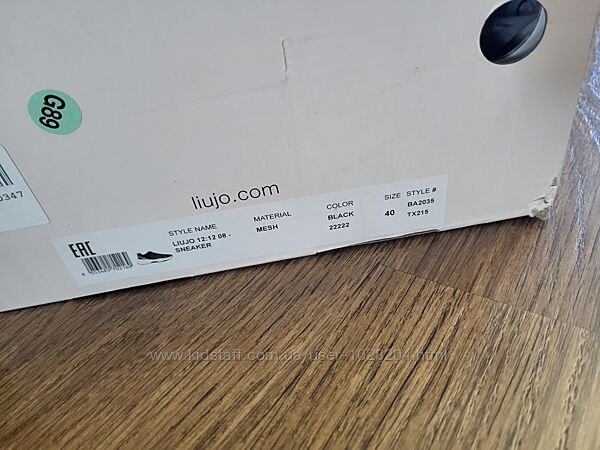 G89
0347
liujo.com
EAC
STYLE NAME
LIUJO 12:12 08 -
SNEAKER
MATERIAL
MESH
COLOR
BLACK
22222
SIZE
40
STYLE #
BA2035
TX215
www.kidstaff.com.ua/user-1028204.html